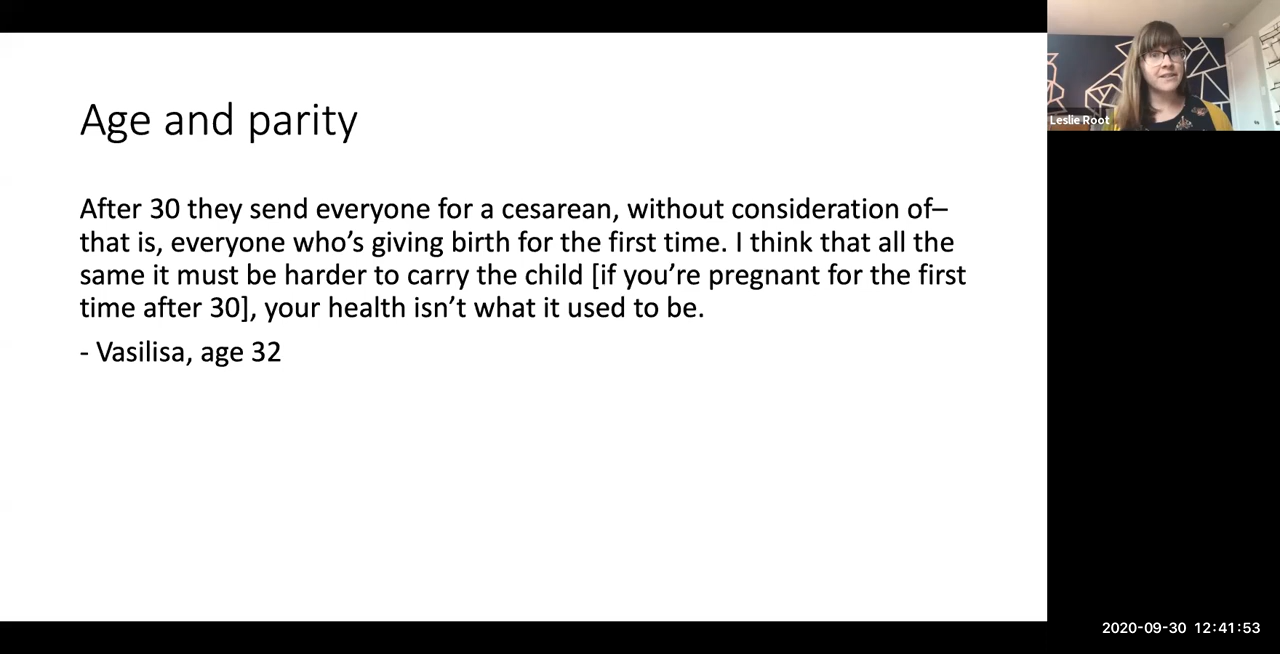 Age and parity
After 30 they send everyone for a cesarean, without consideration of–
that is, everyone who’s giving birth for the first time. I think that all the
same it must be harder to carry the child [if you’re pregnant for the first
time after 30], your health isn’t what it used to be.
- Vasilisa, age 32
Leslie Root
2020-09-30 12:41:53